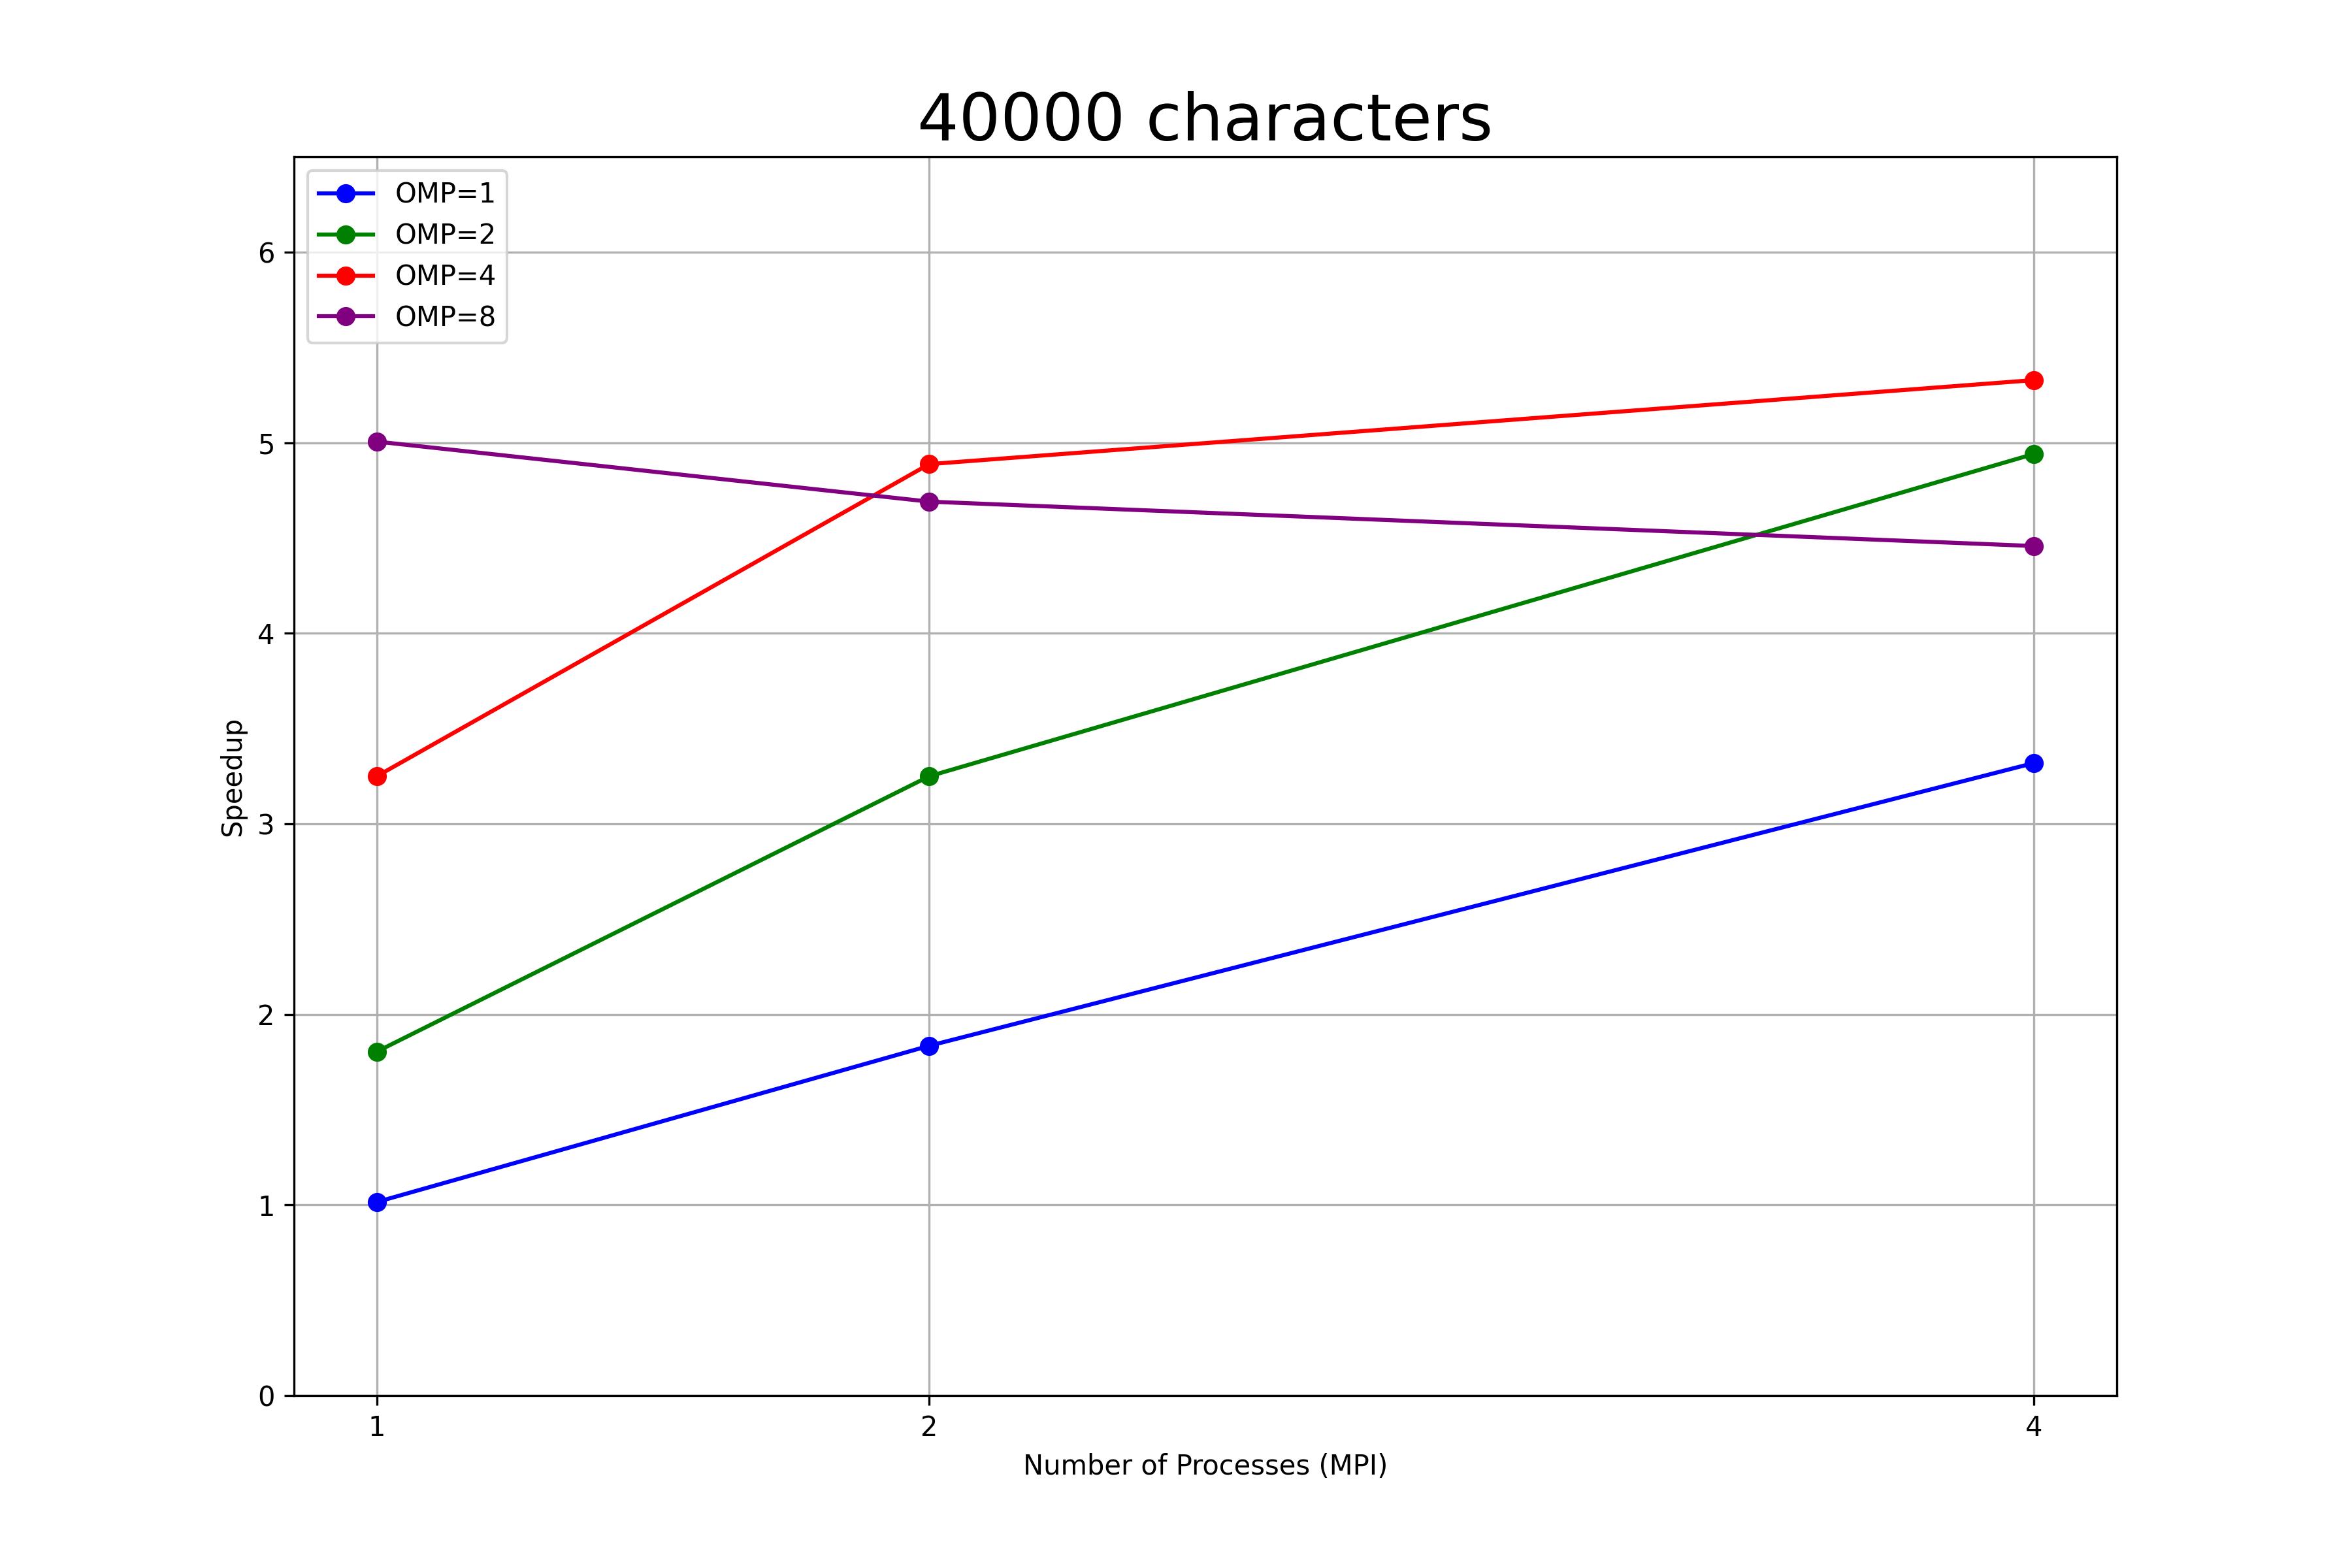 40000 characters
OMP=1
OMP=2
OMP=4
OMP=8
6
5
4
3
2
1
0
Speedup
1 2 4
Number of Processes (MPI)